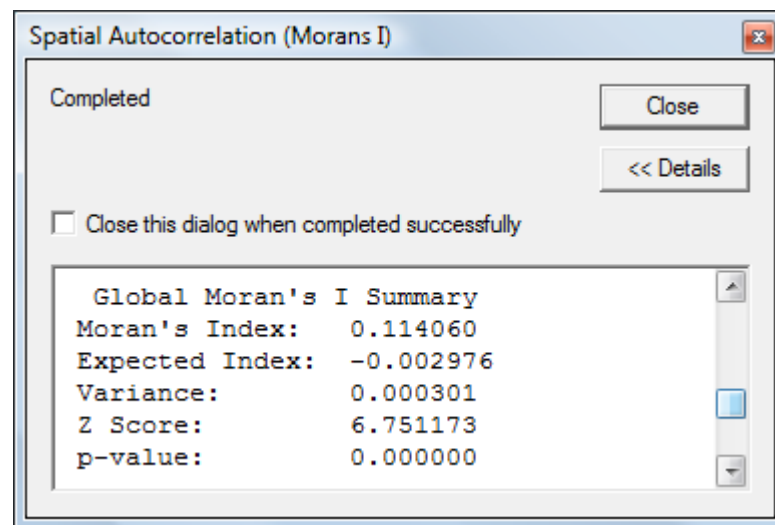 Spatial Autocorrelation (Morans I)
Completed
Close
<< Details
Close this dialog when completed successfully
Global Moran's I Summary
Moran's Index: 0.114060
Expected Index: -0.002976
Variance: 0.000301
Z Score: 6.751173
p-value: 0.000000